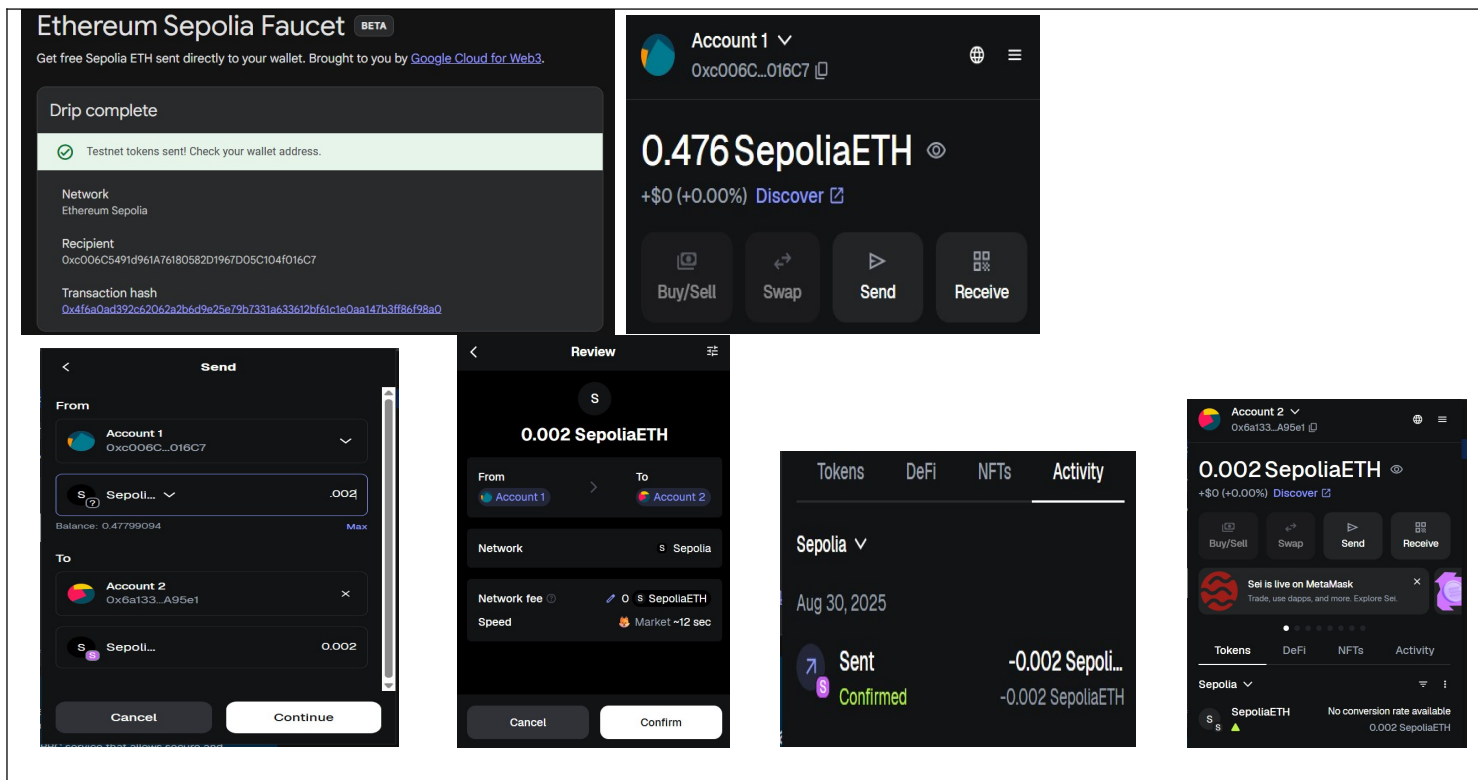 Ethereum Sepolia Faucet BETA
Get free Sepolia ETH sent directly to your wallet. Brought to you by Google Cloud for Web3.
Drip complete
Testnet tokens sent! Check your wallet address.
Network
Ethereum Sepolia
Recipient
0xc006C5491d961A76180582D1967D05C104f016C7
Transaction hash
0x4f6a0ad392c62062a2b6d9e25e79b7331a633612bf61c1e0aa147b3ff86f98a0
Account 1
0xc006C...016C7
0.476 SepoliaETH
+$0 (+0.00%) Discover
Buy/Sell Swap Send Receive
Send
From
Account 1
0xc006C...016C7
S ? Sepoli... .002
Balance: 0.47799094 Max
To
Account 2
0x6a133...A95e1
S S Sepoli... 0.002
Cancel Continue
Review
S
0.002 SepoliaETH
From To
Account 1 > Account 2
Network S Sepolia
Network fee ? 0 S SepoliaETH
Speed Market ~12 sec
Cancel Confirm
Tokens DeFi NFTs Activity
Sepolia
Aug 30, 2025
Sent -0.002 Sepoli...
S Confirmed -0.002 SepoliaETH
Account 2
0x6a133...A95e1
0.002 SepoliaETH
+$0 (+0.00%) Discover
Buy/Sell Swap Send Receive
Sei is live on MetaMask
Trade, use dapps, and more. Explore Sei.
Tokens DeFi NFTs Activity
Sepolia
S S SepoliaETH No conversion rate available
0.002 SepoliaETH